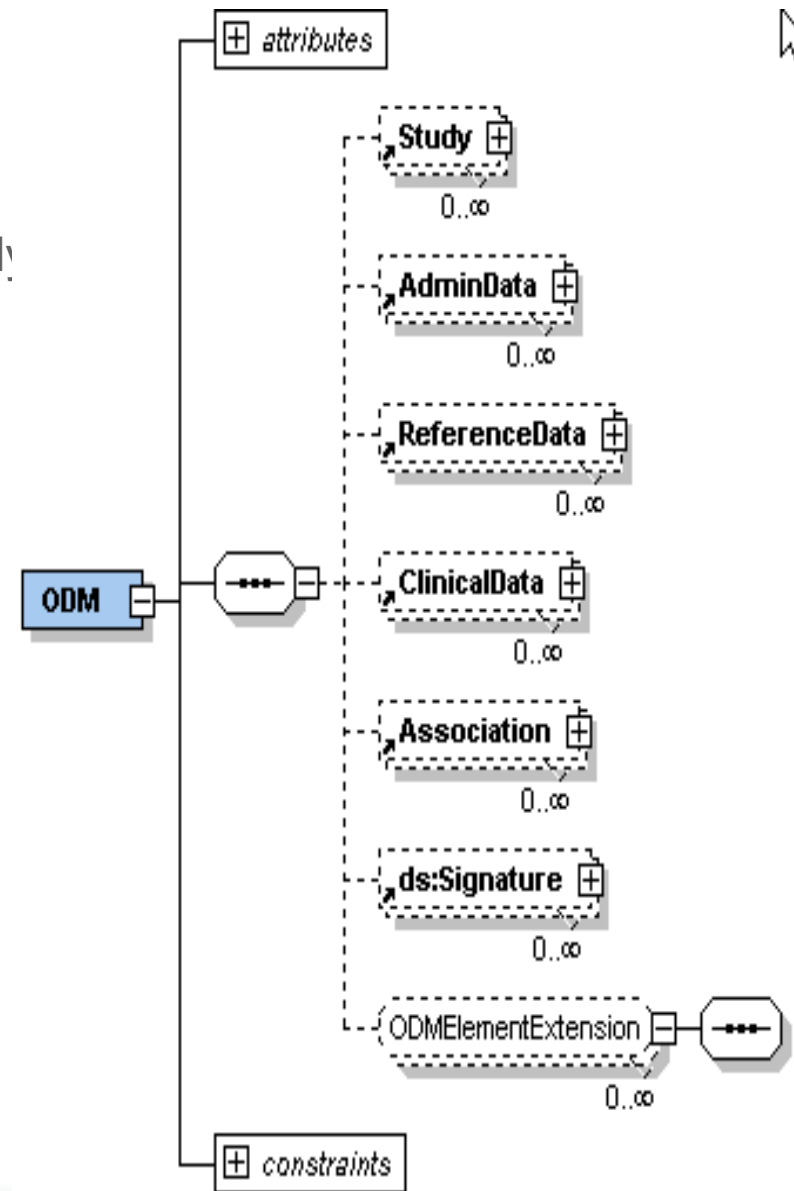 attributes
Study
0..∞
AdminData
0..∞
ReferenceData
0..∞
ODM
ClinicalData
0..∞
Association
0..∞
ds:Signature
0..∞
ODMElementExtension
0..∞
constraints